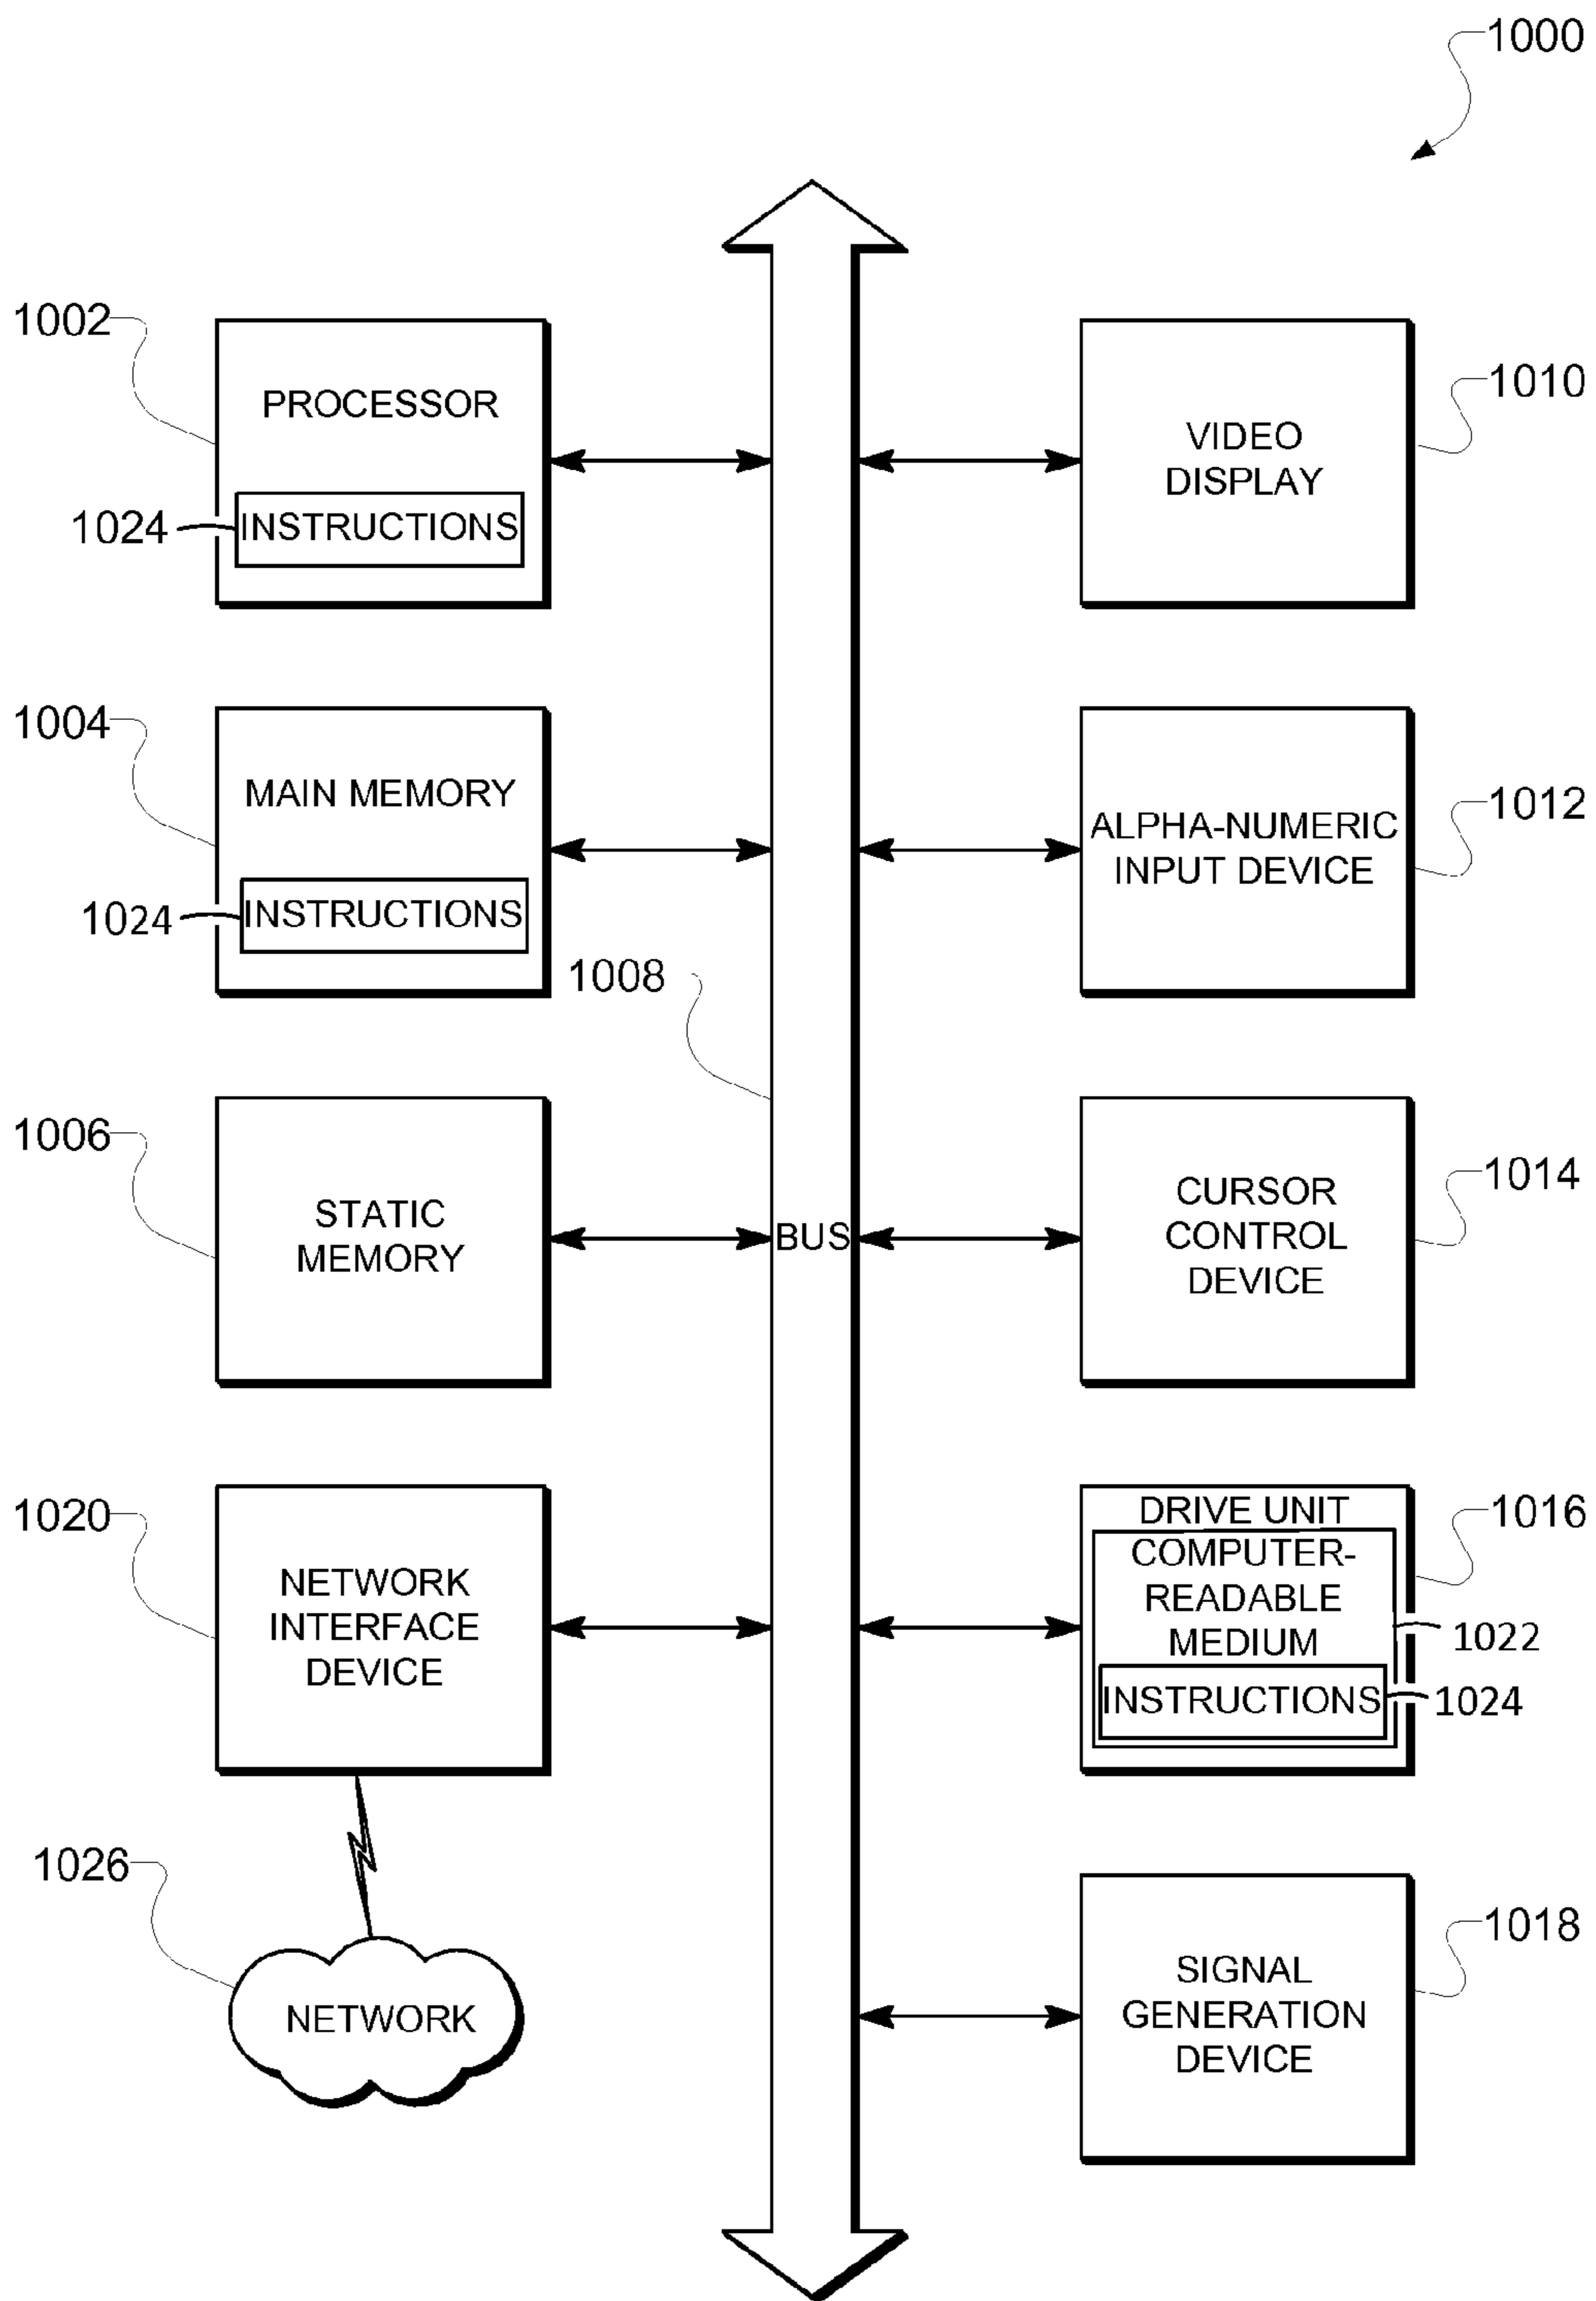 1000
1002
PROCESSOR
1024
INSTRUCTIONS
1010
VIDEO
DISPLAY
1004
MAIN MEMORY
1024
INSTRUCTIONS
1012
ALPHA-NUMERIC
INPUT DEVICE
1008
1006
STATIC
MEMORY
BUS
1014
CURSOR
CONTROL
DEVICE
1020
NETWORK
INTERFACE
DEVICE
1016
DRIVE UNIT
COMPUTER-
READABLE
MEDIUM
1022
INSTRUCTIONS
1024
1026
NETWORK
1018
SIGNAL
GENERATION
DEVICE